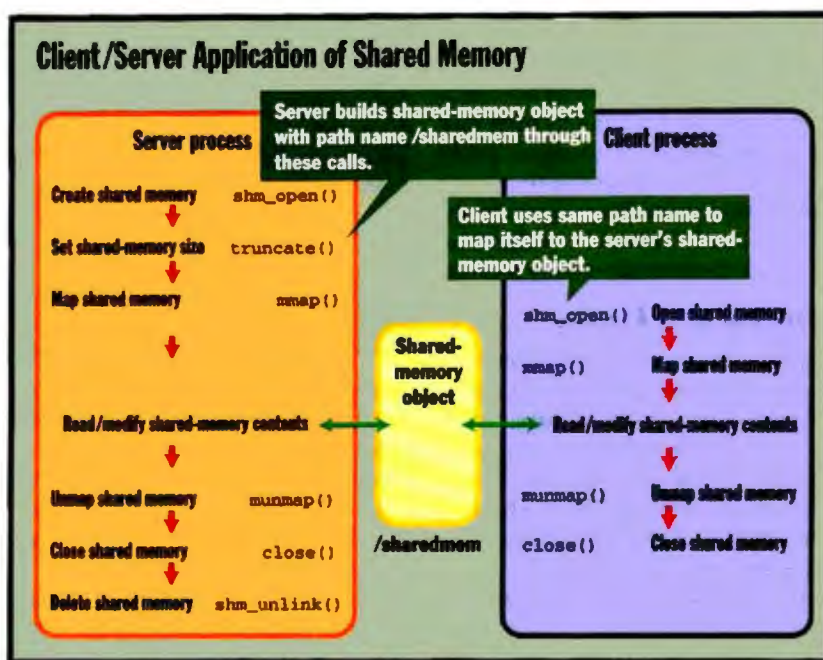 Client/Server Application of Shared Memory
Server process
Server builds shared-memory object
with path name /sharedmem through
these calls.
Client process
Create shared memory shm_open()
Set shared-memory size truncate()
Map shared memory mmap()
Client uses same path name to
map itself to the server's shared-
memory object.
shm_open() Open shared memory
mmap() Map shared memory
Shared-
memory
object
Read/modify shared-memory contents
Read/modify shared-memory contents
Unmap shared memory munmap()
Close shared memory close()
Delete shared memory shm_unlink()
/sharedmem
munmap() Unmap shared memory
close() Close shared memory